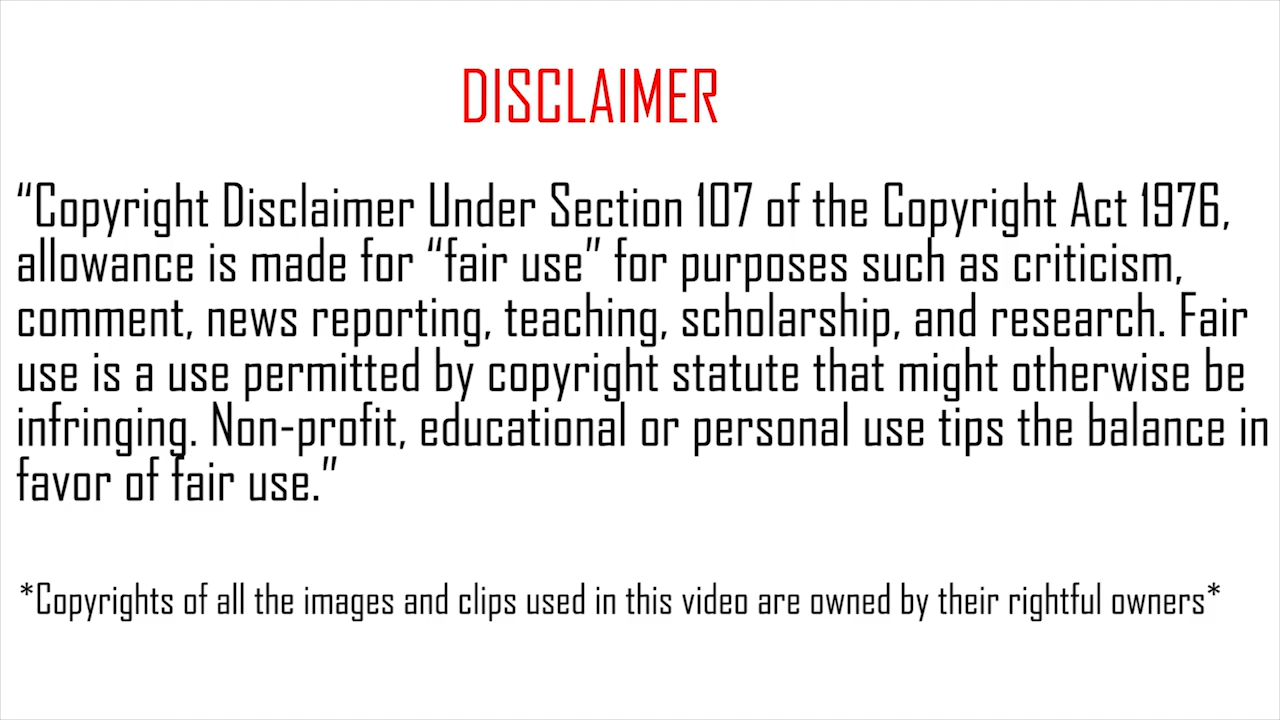 DISCLAIMER
“Copyright Disclaimer Under Section 107 of the Copyright Act 1976,
allowance is made for “fair use” for purposes such as criticism,
comment, news reporting, teaching, scholarship, and research. Fair
use is a use permitted by copyright statute that might otherwise be
infringing. Non-profit, educational or personal use tips the balance in
favor of fair use.”
*Copyrights of all the images and clips used in this video are owned by their rightful owners*